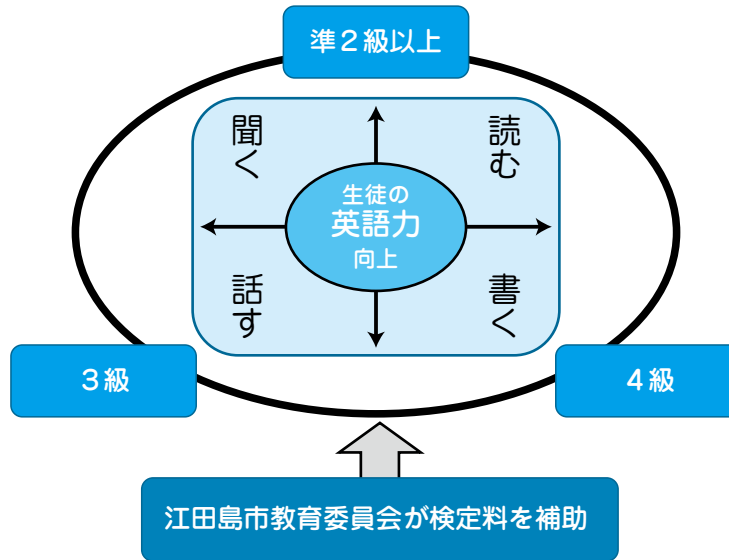 準２級以上
聞く
読む
生徒の
英語力
向上
話す
書く
３級
４級
江田島市教育委員会が検定料を補助